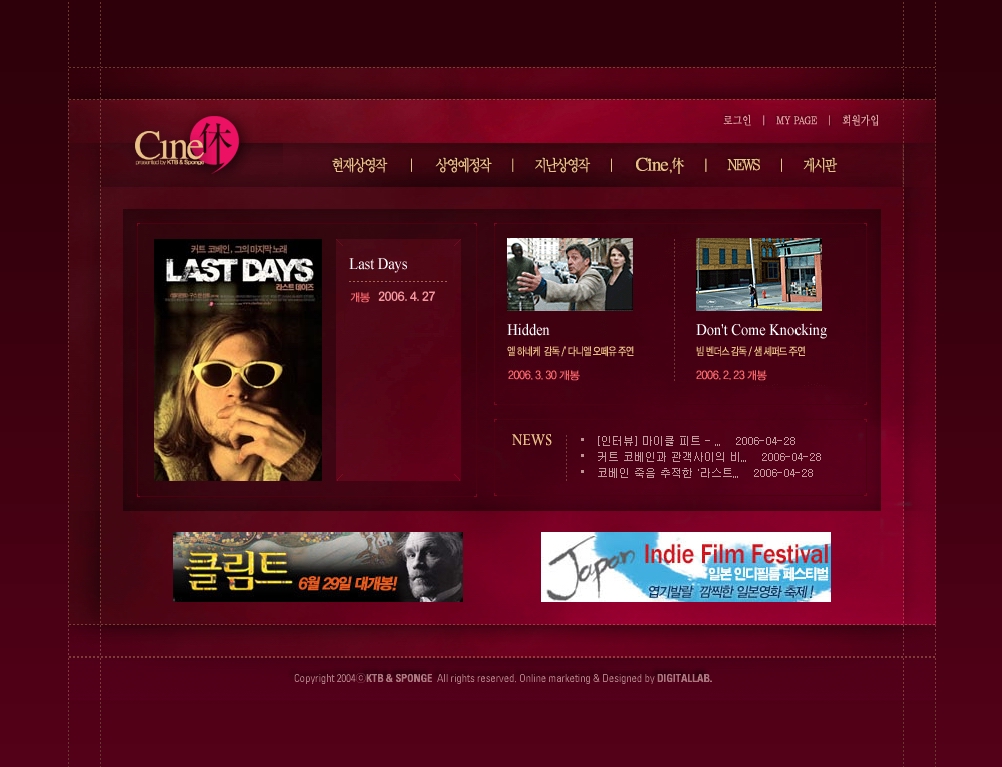 로그인 | MY PAGE | 회원가입
Cine休
presented by KTB & Sponge
현재상영작 | 상영예정작 | 지난상영작 | Cine,休 | NEWS | 게시판
커트 코베인, 그의 마지막 노래
LAST DAYS
라스트 데이즈
Last Days
개봉 2006. 4. 27
Hidden
엘 하네케 감독 / 다니엘 오떼유 주연
2006. 3. 30 개봉
Don't Come Knocking
빔 벤더스 감독 / 샘 셰퍼드 주연
2006. 2. 23 개봉
NEWS
[인터뷰] 마이클 피트 - ... 2006-04-28
커트 코베인과 관객사이의 비... 2006-04-28
코베인 죽음 추적한 '라스트... 2006-04-28
클림트
6월 29일 대개봉!
Japan Indie Film Festival
일본 인디필름 페스티벌
엽기발랄 깜찍한 일본영화 축제!
Copyright 2004 ⓒ KTB & SPONGE All rights reserved, Online marketing & Designed by DIGITALLAB.